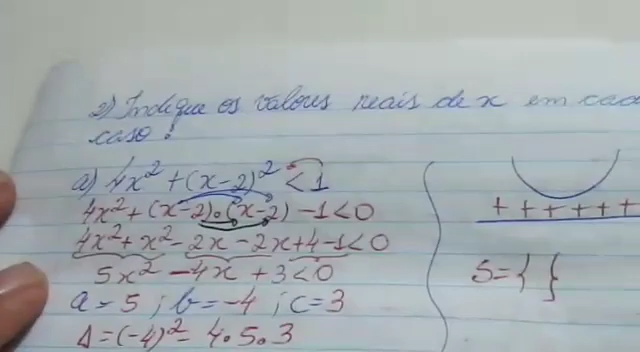 2) Indique os valores reais de x em cada
caso:
a) 4x² + (x-2)² < 1
4x² + (x-2)•(x-2) - 1 < 0
4x² + x² - 2x - 2x + 4 - 1 < 0
5x² - 4x + 3 < 0
a = 5 ; b = -4 ; c = 3
Δ = (-4)² - 4•5•3
+ + + + + +
S = { }